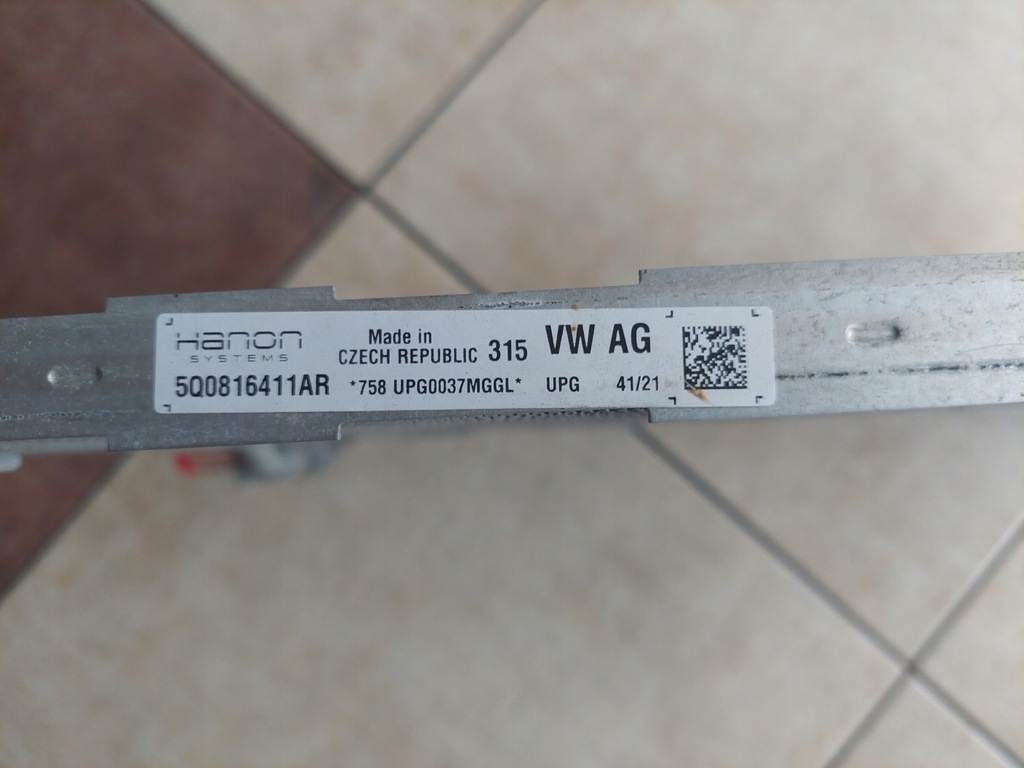 Hanon
SYSTEMS
Made in
CZECH REPUBLIC 315 VW AG
5Q0816411AR *758 UPG0037MGGL* UPG 41/21